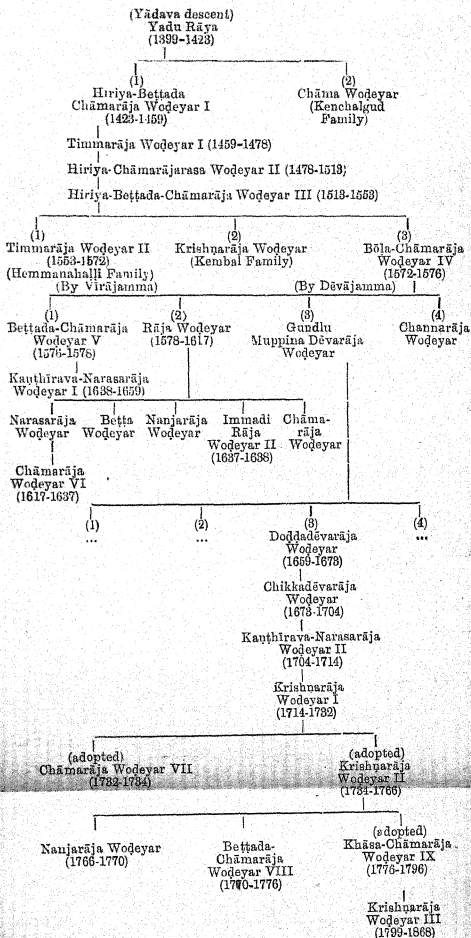 (Yādava descent)
Yadu Rāya
(1399-1423)
(1)
Hiriya-Beṭṭada
Chāmarāja Woḍeyar I
(1423-1459)
(2)
Chāma Woḍeyar
(Kenchalgud
Family)
Timmarāja Woḍeyar I (1459-1478)
Hiriya-Chāmarājarasa Woḍeyar II (1478-1513)
Hiriya-Beṭṭada-Chāmarāja Woḍeyar III (1513-1553)
(1)
Timmarāja Woḍeyar II
(1553-1572)
(Hemmanahalli Family)
(2)
Krishṇarāja Woḍeyar
(Kembal Family)
(3)
Bōla-Chāmarāja
Woḍeyar IV
(1572-1576)
(By Vīrājamma)
(By Dēvājamma)
(1)
Beṭṭada-Chāmarāja
Woḍeyar V
(1576-1578)
(2)
Rāja Woḍeyar
(1578-1617)
(3)
Gundlu
Muppina Dēvarāja
Woḍeyar
(4)
Channarāja
Woḍeyar
Kaṇṭhīrava-Narasarāja
Woḍeyar I (1638-1659)
Narasarāja
Woḍeyar
Beṭṭa
Woḍeyar
Nanjarāja
Woḍeyar
Immaḍi
Rāja
Woḍeyar II
(1637-1638)
Chāma-
rāja
Woḍeyar
Chāmarāja
Woḍeyar VI
(1617-1637)
(1)
...
(2)
...
(3)
Doḍḍadēvarāja
Woḍeyar
(1659-1673)
(4)
...
Chikkadēvarāja
Woḍeyar
(1673-1704)
Kaṇṭhīrava-Narasarāja
Woḍeyar II
(1704-1714)
Krishṇarāja
Woḍeyar I
(1714-1732)
(adopted)
Chāmarāja Woḍeyar VII
(1732-1734)
(adopted)
Krishṇarāja
Woḍeyar II
(1734-1766)
Nanjarāja Woḍeyar
(1766-1770)
Beṭṭada-
Chāmarāja
Woḍeyar VIII
(1770-1776)
(adopted)
Khāsa-Chāmarāja
Woḍeyar IX
(1776-1796)
Krishṇarāja
Woḍeyar III
(1799-1868)